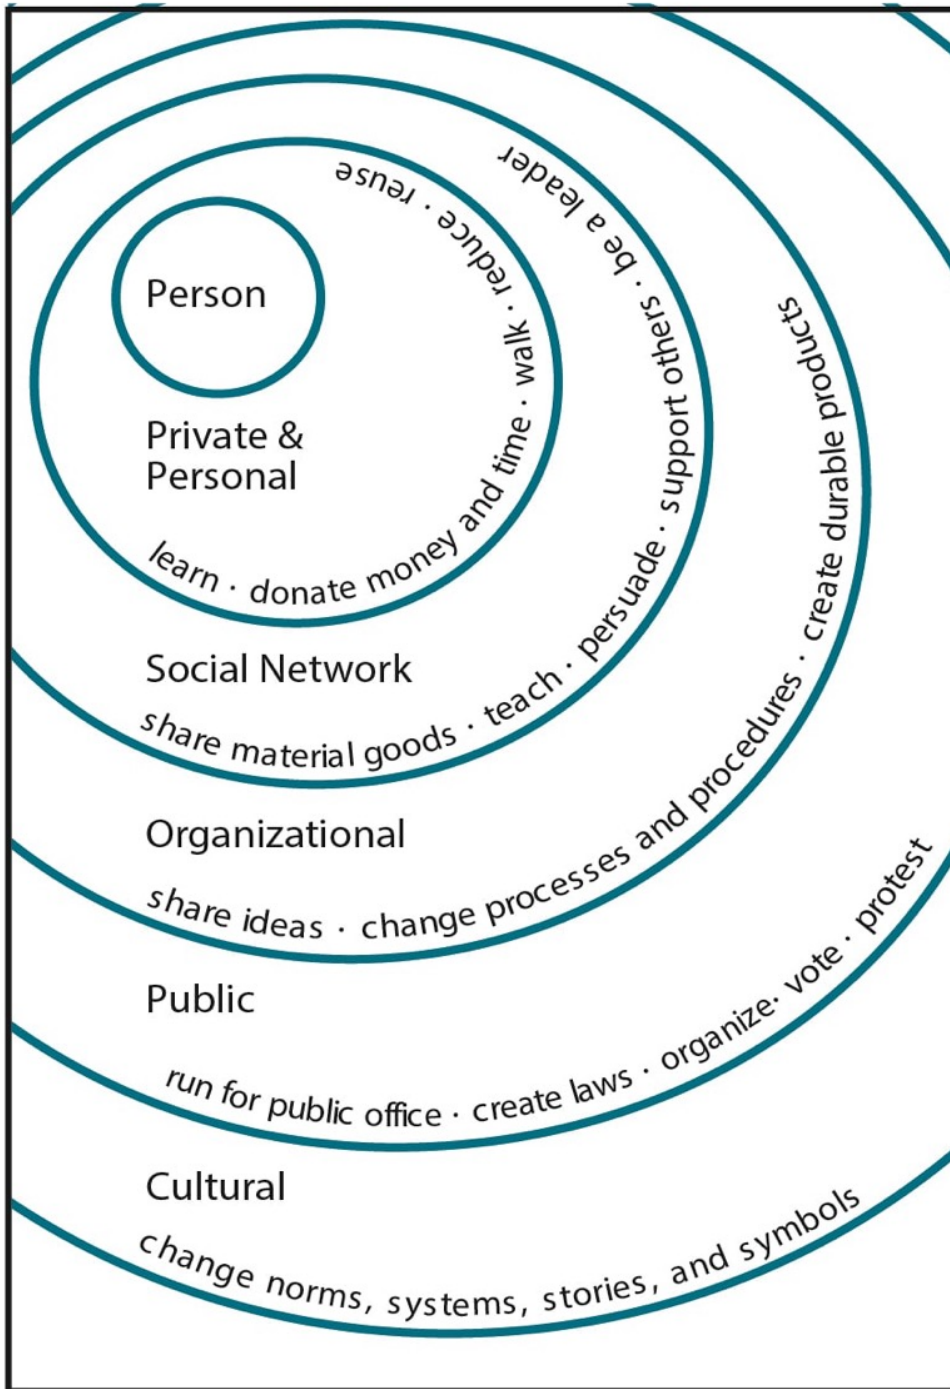 Person
Private &
Personal
learn · donate money and time · walk · reduce · reuse
Social Network
share material goods · teach · persuade · support others · be a leader
Organizational
share ideas · change processes and procedures · create durable products
Public
run for public office · create laws · organize· vote · protest
Cultural
change norms, systems, stories, and symbols